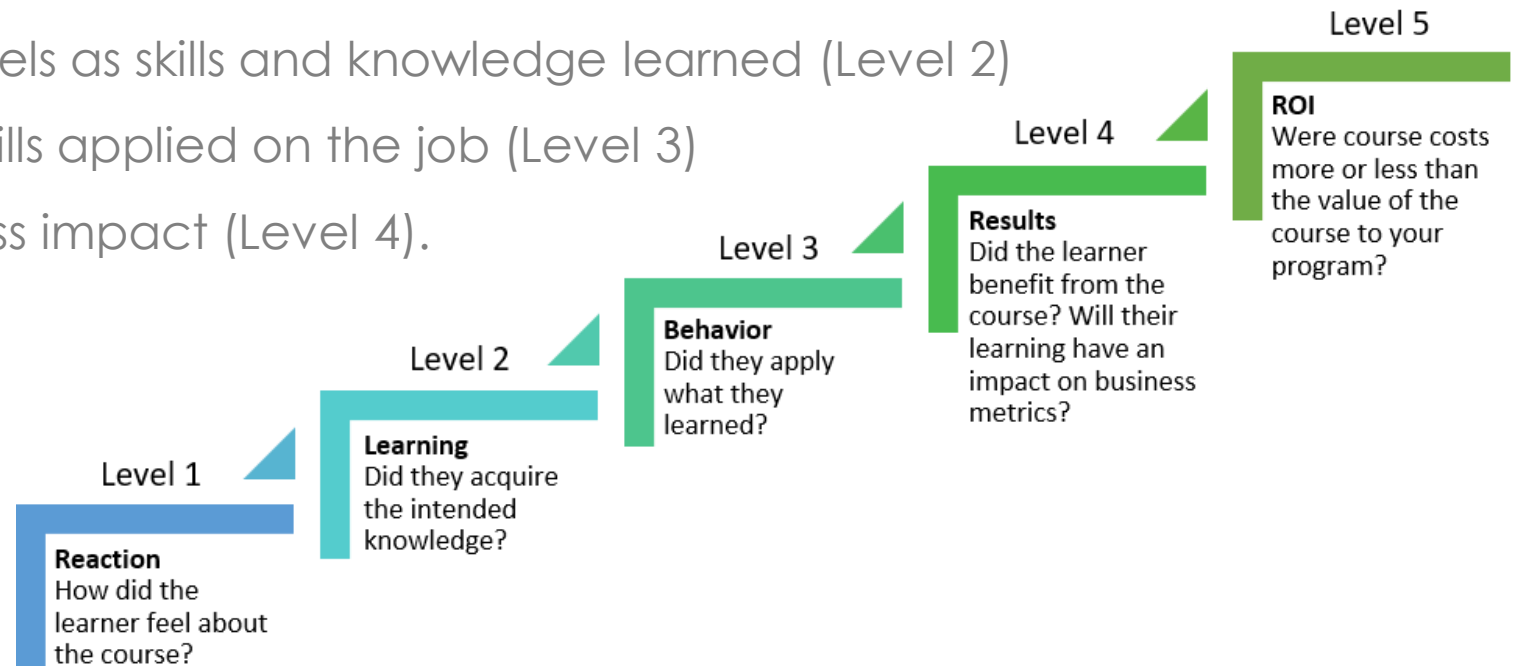 els as skills and knowledge learned (Level 2)
ills applied on the job (Level 3)
ss impact (Level 4).
Level 1
Reaction
How did the
learner feel about
the course?
Level 2
Learning
Did they acquire
the intended
knowledge?
Level 3
Behavior
Did they apply
what they
learned?
Level 4
Results
Did the learner
benefit from the
course? Will their
learning have an
impact on business
metrics?
Level 5
ROI
Were course costs
more or less than
the value of the
course to your
program?